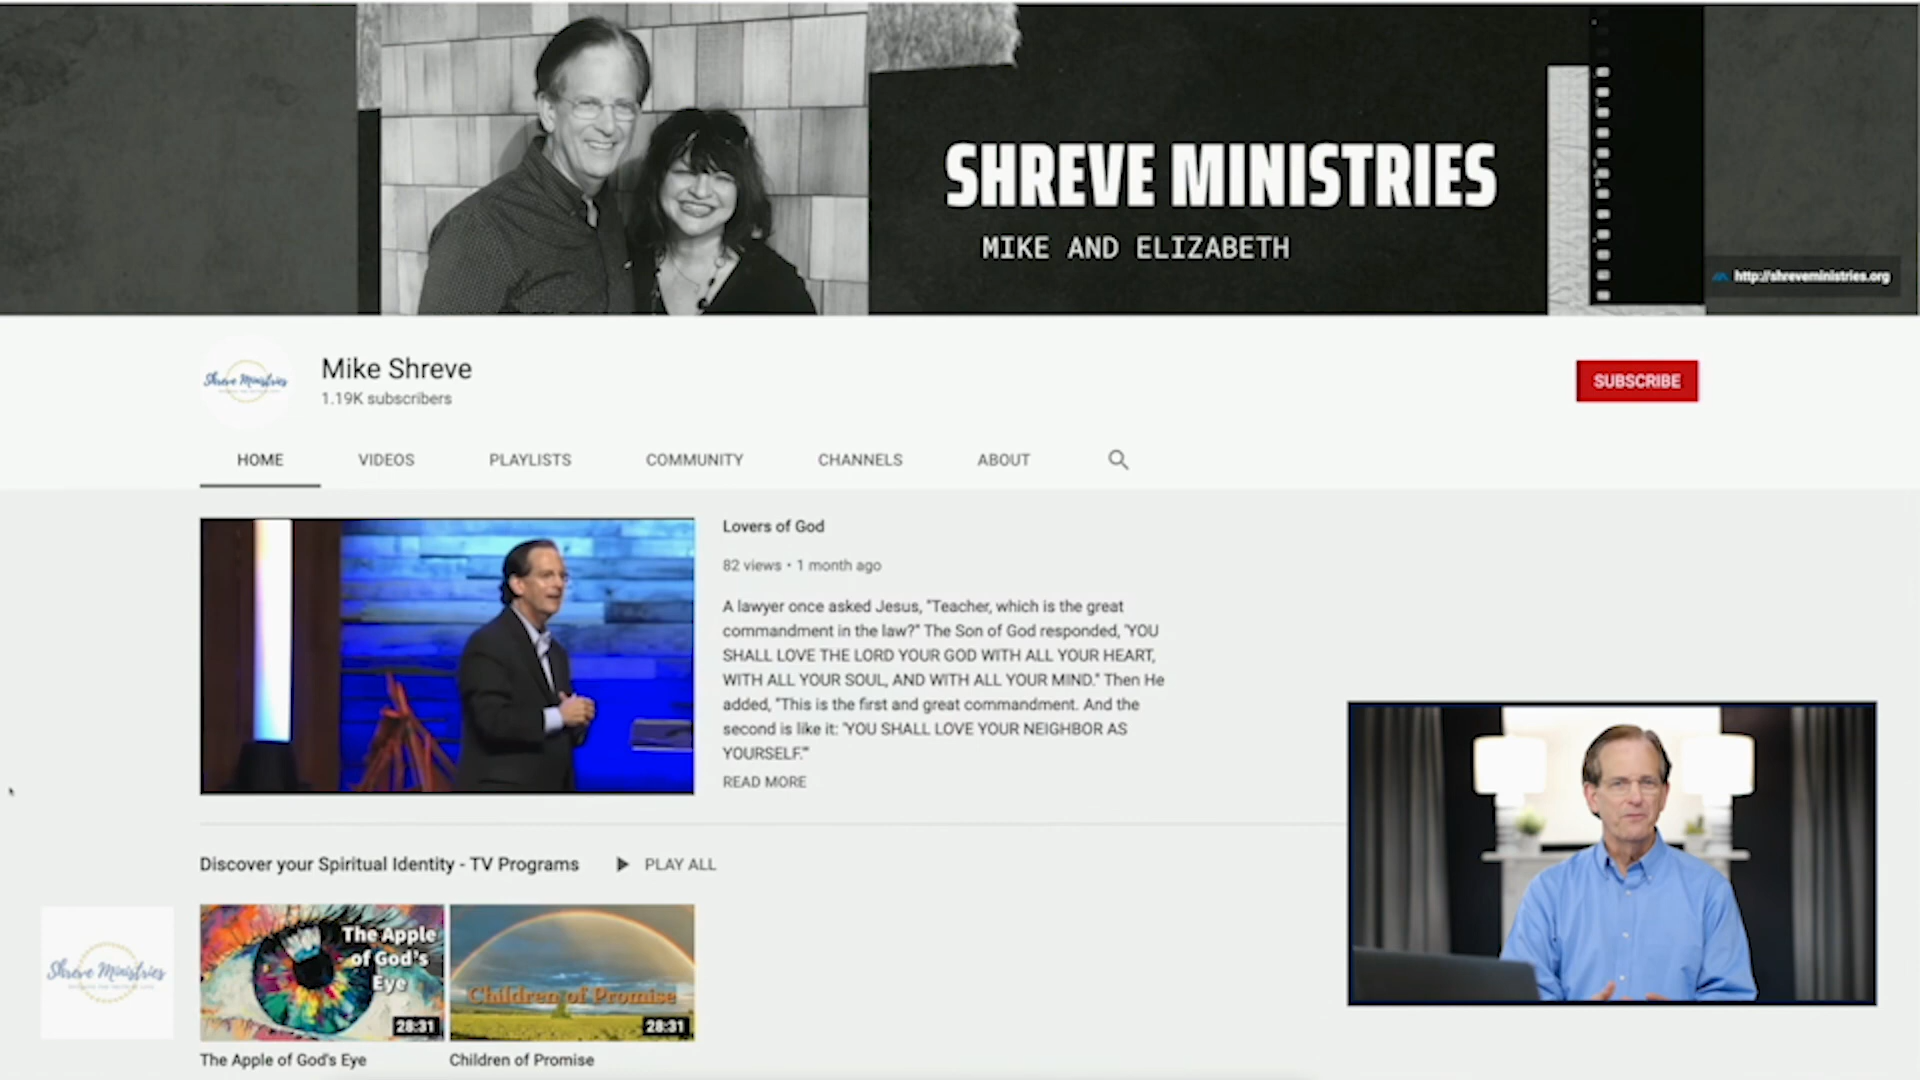 SHREVE MINISTRIES
MIKE AND ELIZABETH
http://shreveministries.org
Shreve Ministries
Mike Shreve
1.19K subscribers
SUBSCRIBE
HOME VIDEOS PLAYLISTS COMMUNITY CHANNELS ABOUT
Lovers of God
82 views • 1 month ago
A lawyer once asked Jesus, "Teacher, which is the great
commandment in the law?" The Son of God responded, 'YOU
SHALL LOVE THE LORD YOUR GOD WITH ALL YOUR HEART,
WITH ALL YOUR SOUL, AND WITH ALL YOUR MIND." Then He
added, "This is the first and great commandment. And the
second is like it: 'YOU SHALL LOVE YOUR NEIGHBOR AS
YOURSELF.'"
READ MORE
Discover your Spiritual Identity - TV Programs PLAY ALL
Shreve Ministries
The Apple
of God's
Eye
28:31
Children of Promise
28:31
The Apple of God's Eye
Children of Promise